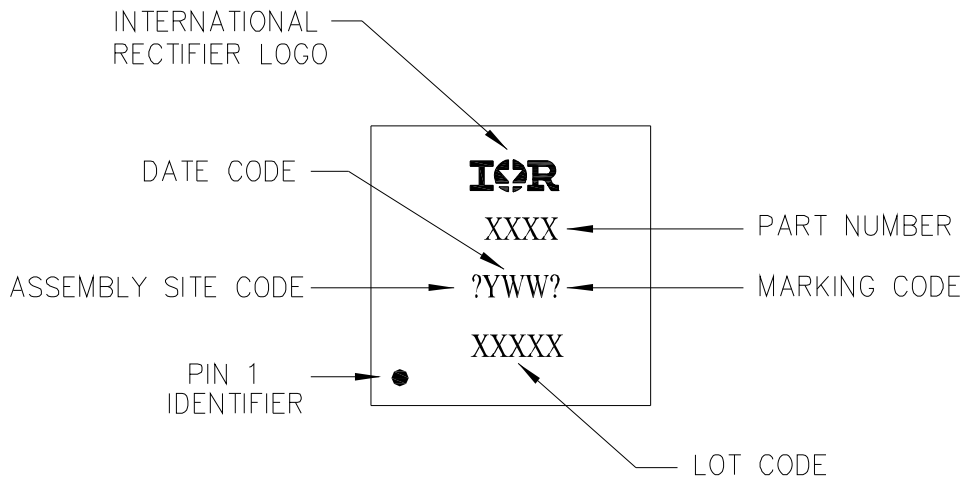 INTERNATIONAL
RECTIFIER LOGO
IOR
DATE CODE
XXXX
PART NUMBER
ASSEMBLY SITE CODE
?YWW?
MARKING CODE
XXXXX
PIN 1
IDENTIFIER
LOT CODE